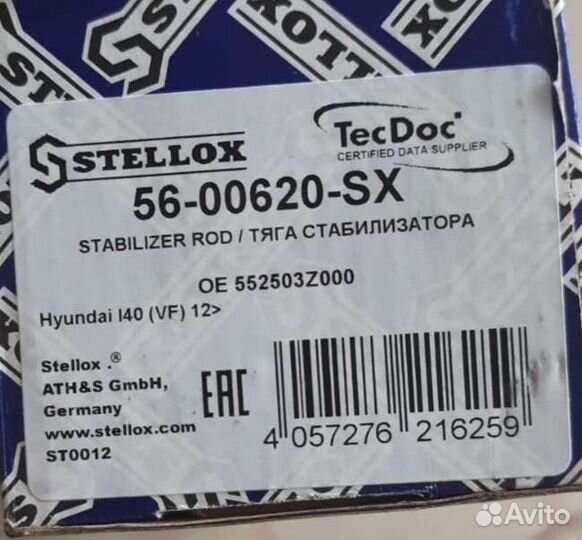 STELLOX
STELLOX
TecDoc
CERTIFIED DATA SUPPLIER
56-00620-SX
STABILIZER ROD / ТЯГА СТАБИЛИЗАТОРА
OE 552503Z000
Hyundai I40 (VF) 12>
Stellox .®
ATH&S GmbH,
Germany
www.stellox.com
ST0012
EAC
4 057276 216259
Avito